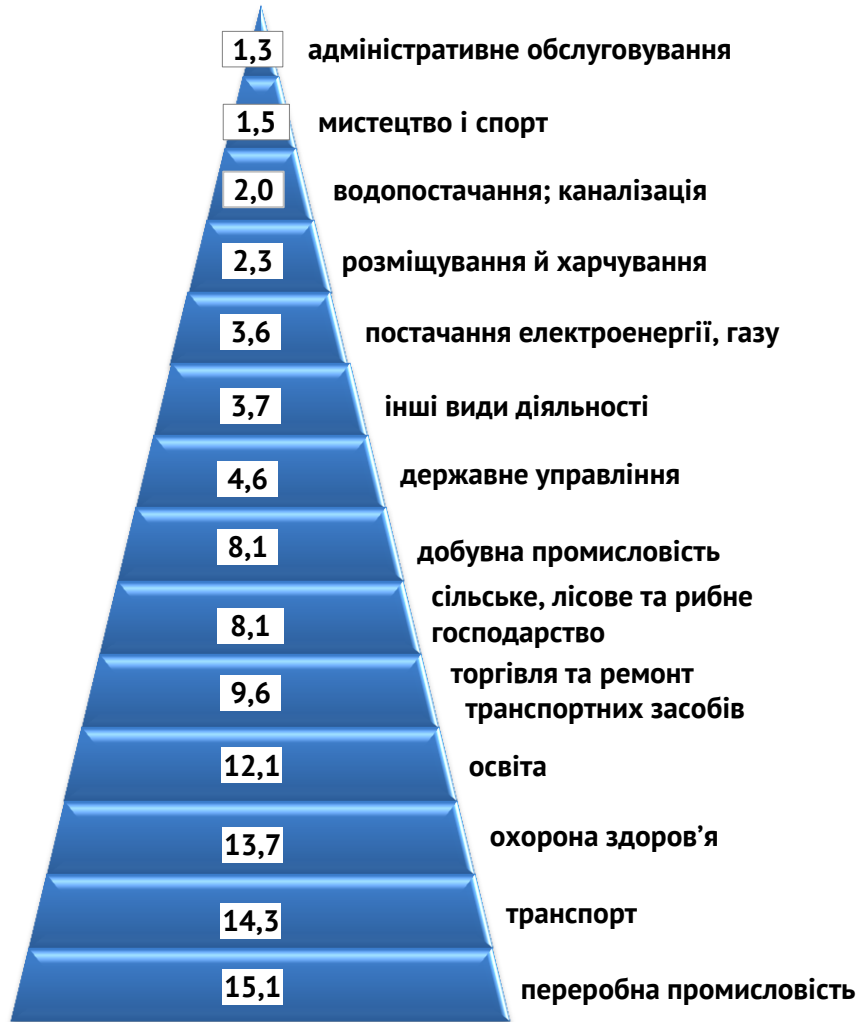 1,3 адміністративне обслуговування
1,5 мистецтво і спорт
2,0 водопостачання; каналізація
2,3 розміщування й харчування
3,6 постачання електроенергії, газу
3,7 інші види діяльності
4,6 державне управління
8,1 добувна промисловість
8,1 сільське, лісове та рибне
господарство
9,6 торгівля та ремонт
транспортних засобів
12,1 освіта
13,7 охорона здоров’я
14,3 транспорт
15,1 переробна промисловість